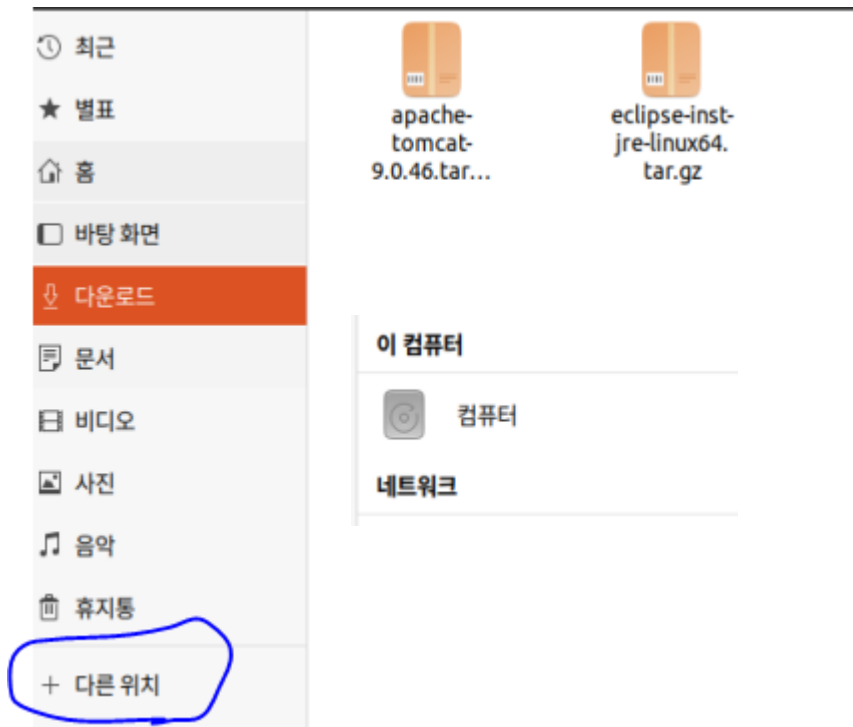 최근
별표
홈
바탕 화면
다운로드
문서
비디오
사진
음악
휴지통
+ 다른 위치
apache-
tomcat-
9.0.46.tar...
eclipse-inst-
jre-linux64.
tar.gz
이 컴퓨터
컴퓨터
네트워크